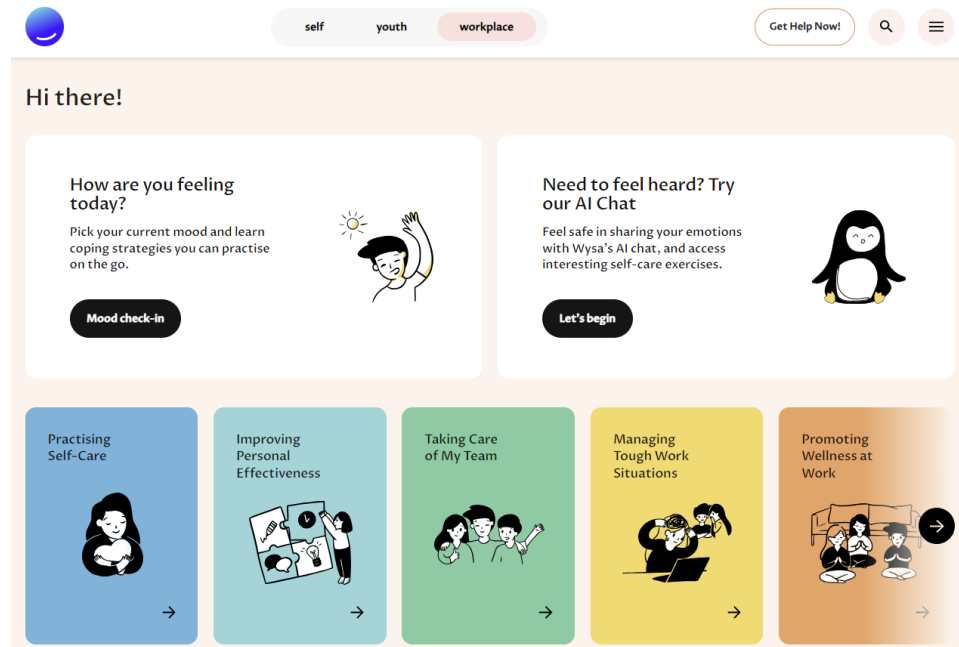 self
youth
workplace
Get Help Now!
Hi there!
How are you feeling
today?
Pick your current mood and learn
coping strategies you can practise
on the go.
Mood check-in
Need to feel heard? Try
our AI Chat
Feel safe in sharing your emotions
with Wysa's AI chat, and access
interesting self-care exercises.
Let's begin
Practising
Self-Care
Improving
Personal
Effectiveness
Taking Care
of My Team
Managing
Tough Work
Situations
Promoting
Wellness at
Work